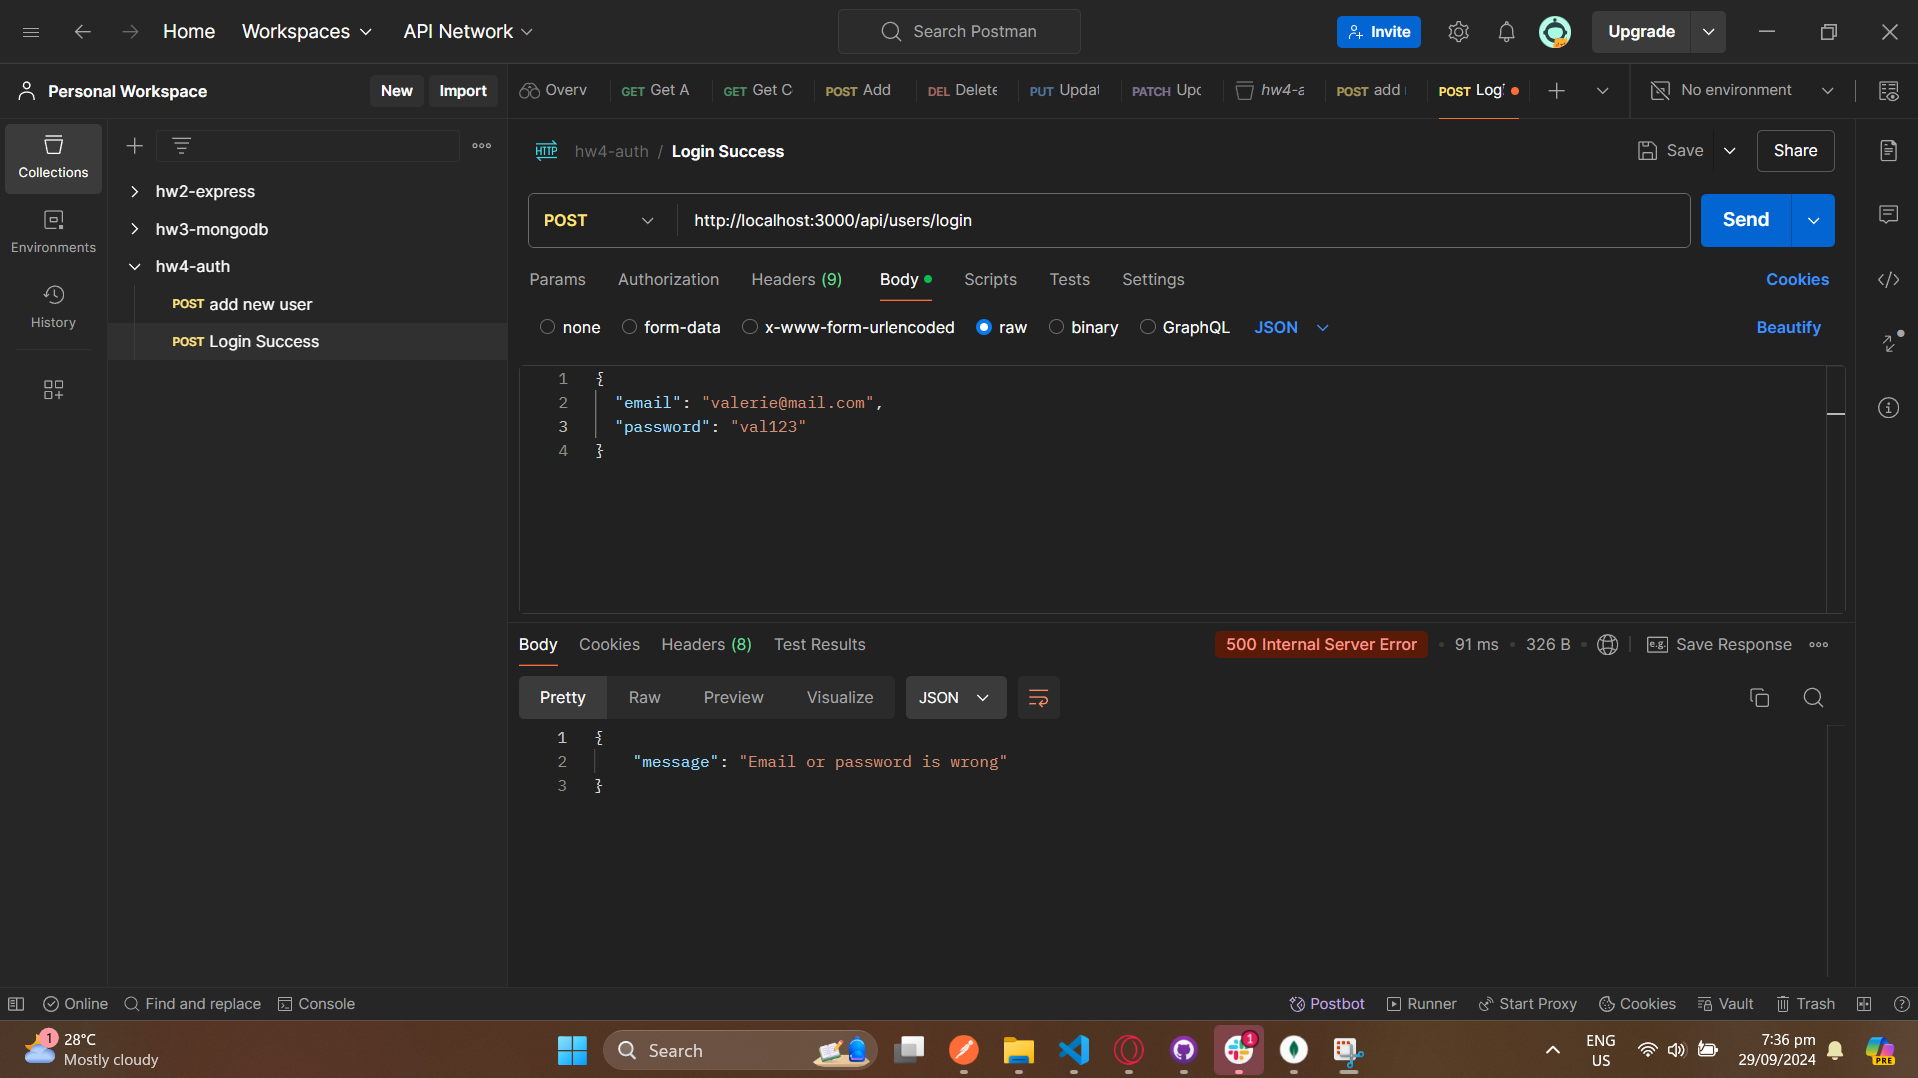 Home
Workspaces
API Network
Search Postman
Invite
Upgrade
Personal Workspace
New
Import
Overv
GET Get A
GET Get C
POST Add
DEL Delete
PUT Updat
PATCH Upc
hw4-a
POST add
POST Logi
No environment
Collections
Environments
History
hw2-express
hw3-mongodb
hw4-auth
POST add new user
POST Login Success
HTTP hw4-auth / Login Success
Save
Share
POST
http://localhost:3000/api/users/login
Send
Params
Authorization
Headers (9)
Body
Scripts
Tests
Settings
Cookies
none
form-data
x-www-form-urlencoded
raw
binary
GraphQL
JSON
Beautify
1 {
2 "email": "valerie@mail.com",
3 "password": "val123"
4 }
Body
Cookies
Headers (8)
Test Results
500 Internal Server Error
91 ms
326 B
e.g. Save Response
Pretty
Raw
Preview
Visualize
JSON
1 {
2 "message": "Email or password is wrong"
3 }
Online
Find and replace
Console
Postbot
Runner
Start Proxy
Cookies
Vault
Trash
1
28°C
Mostly cloudy
Search
1
ENG
US
7:36 pm
29/09/2024
PRE